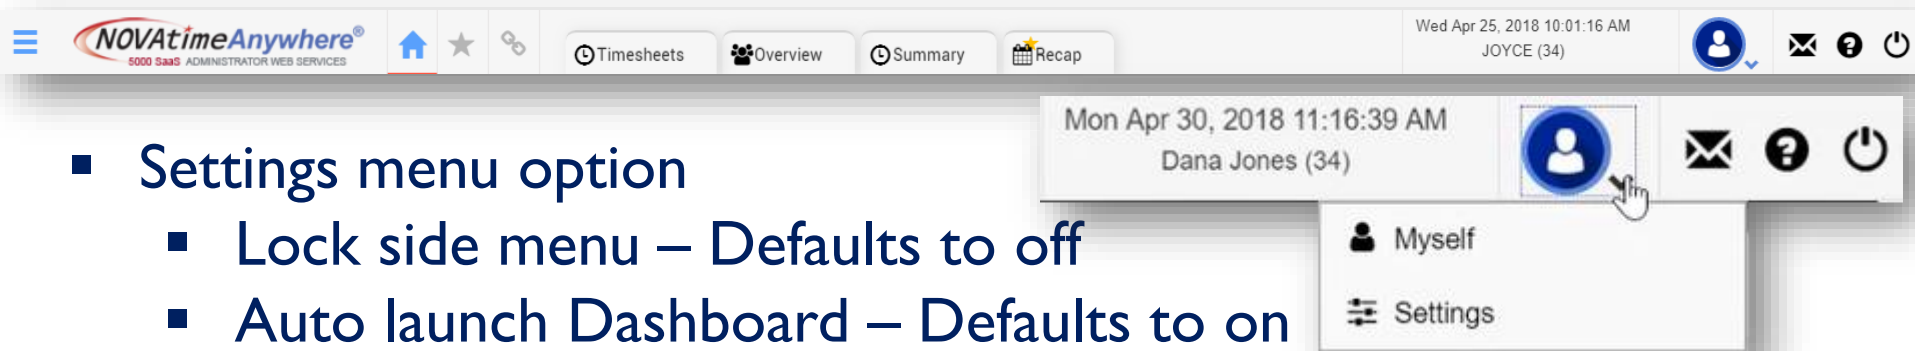 NOVAtimeAnywhere®
5000 SaaS ADMINISTRATOR WEB SERVICES
Timesheets
Overview
Summary
Recap
Wed Apr 25, 2018 10:01:16 AM
JOYCE (34)
Mon Apr 30, 2018 11:16:39 AM
Dana Jones (34)
Myself
Settings
▪ Settings menu option
▪ Lock side menu – Defaults to off
▪ Auto launch Dashboard – Defaults to on